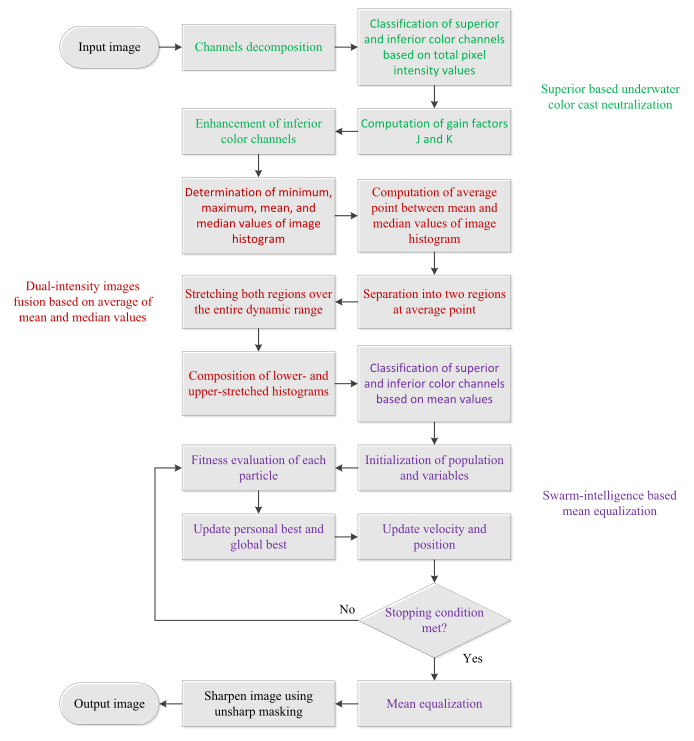 Input image
Channels decomposition
Classification of superior
and inferior color channels
based on total pixel
intensity values
Superior based underwater
color cast neutralization
Enhancement of inferior
color channels
Computation of gain factors
J and K
Determination of minimum,
maximum, mean, and
median values of image
histogram
Computation of average
point between mean and
median values of image
histogram
Dual-intensity images
fusion based on average of
mean and median values
Stretching both regions over
the entire dynamic range
Separation into two regions
at average point
Composition of lower- and
upper-stretched histograms
Classification of superior
and inferior color channels
based on mean values
Fitness evaluation of each
particle
Initialization of population
and variables
Swarm-intelligence based
mean equalization
Update personal best and
global best
Update velocity and
position
Stopping condition
met?
No
Yes
Output image
Sharpen image using
unsharp masking
Mean equalization